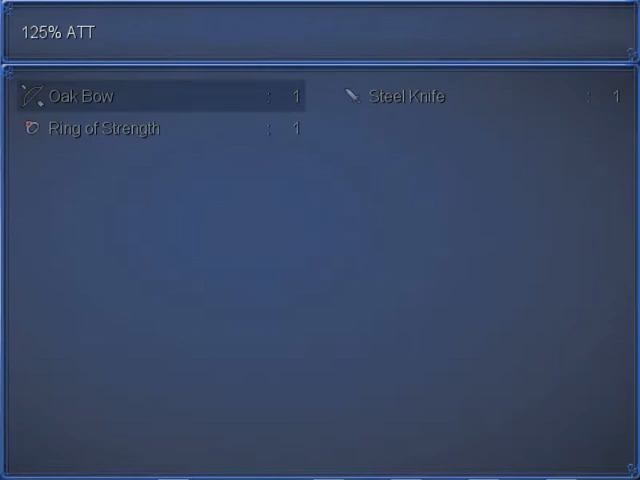 125% ATT
Oak Bow : 1 Steel Knife : 1
Ring of Strength : 1